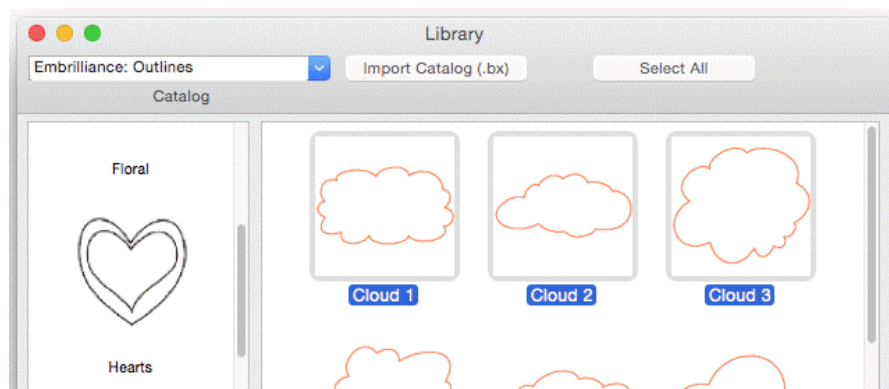 Library
Embrilliance: Outlines
Import Catalog (.bx)
Select All
Catalog
Floral
Hearts
Cloud 1
Cloud 2
Cloud 3